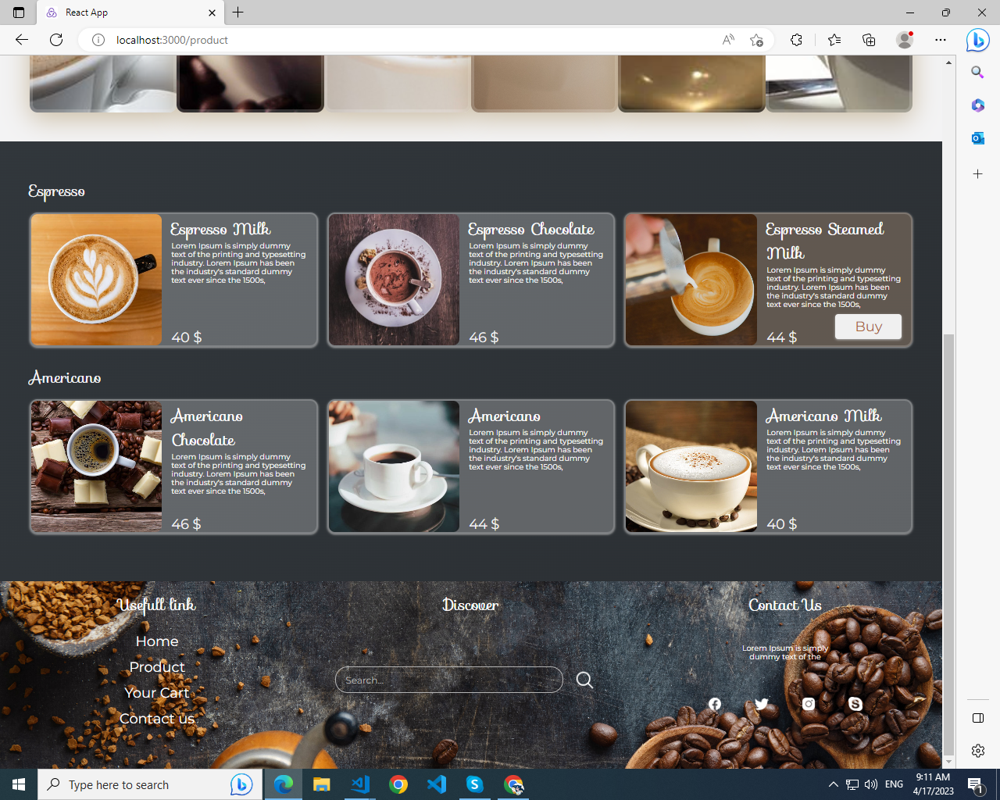 React App
localhost:3000/product
Espresso
Espresso Milk
Lorem Ipsum is simply dummy
text of the printing and typesetting
industry. Lorem Ipsum has been
the industry's standard dummy
text ever since the 1500s,
40 $
Espresso Chocolate
Lorem Ipsum is simply dummy
text of the printing and typesetting
industry. Lorem Ipsum has been
the industry's standard dummy
text ever since the 1500s,
46 $
Espresso Steamed
Milk
Lorem Ipsum is simply dummy
text of the printing and typesetting
industry. Lorem Ipsum has been
the industry's standard dummy
text ever since the 1500s,
44 $
Buy
Americano
Americano
Chocolate
Lorem Ipsum is simply dummy
text of the printing and typesetting
industry. Lorem Ipsum has been
the industry's standard dummy
text ever since the 1500s,
46 $
Americano
Lorem Ipsum is simply dummy
text of the printing and typesetting
industry. Lorem Ipsum has been
the industry's standard dummy
text ever since the 1500s,
44 $
Americano Milk
Lorem Ipsum is simply dummy
text of the printing and typesetting
industry. Lorem Ipsum has been
the industry's standard dummy
text ever since the 1500s,
40 $
Usefull link
Home
Product
Your Cart
Contact us
Discover
Search...
Contact Us
Lorem Ipsum is simply
dummy text of the
Type here to search
ENG
9:11 AM
4/17/2023
1